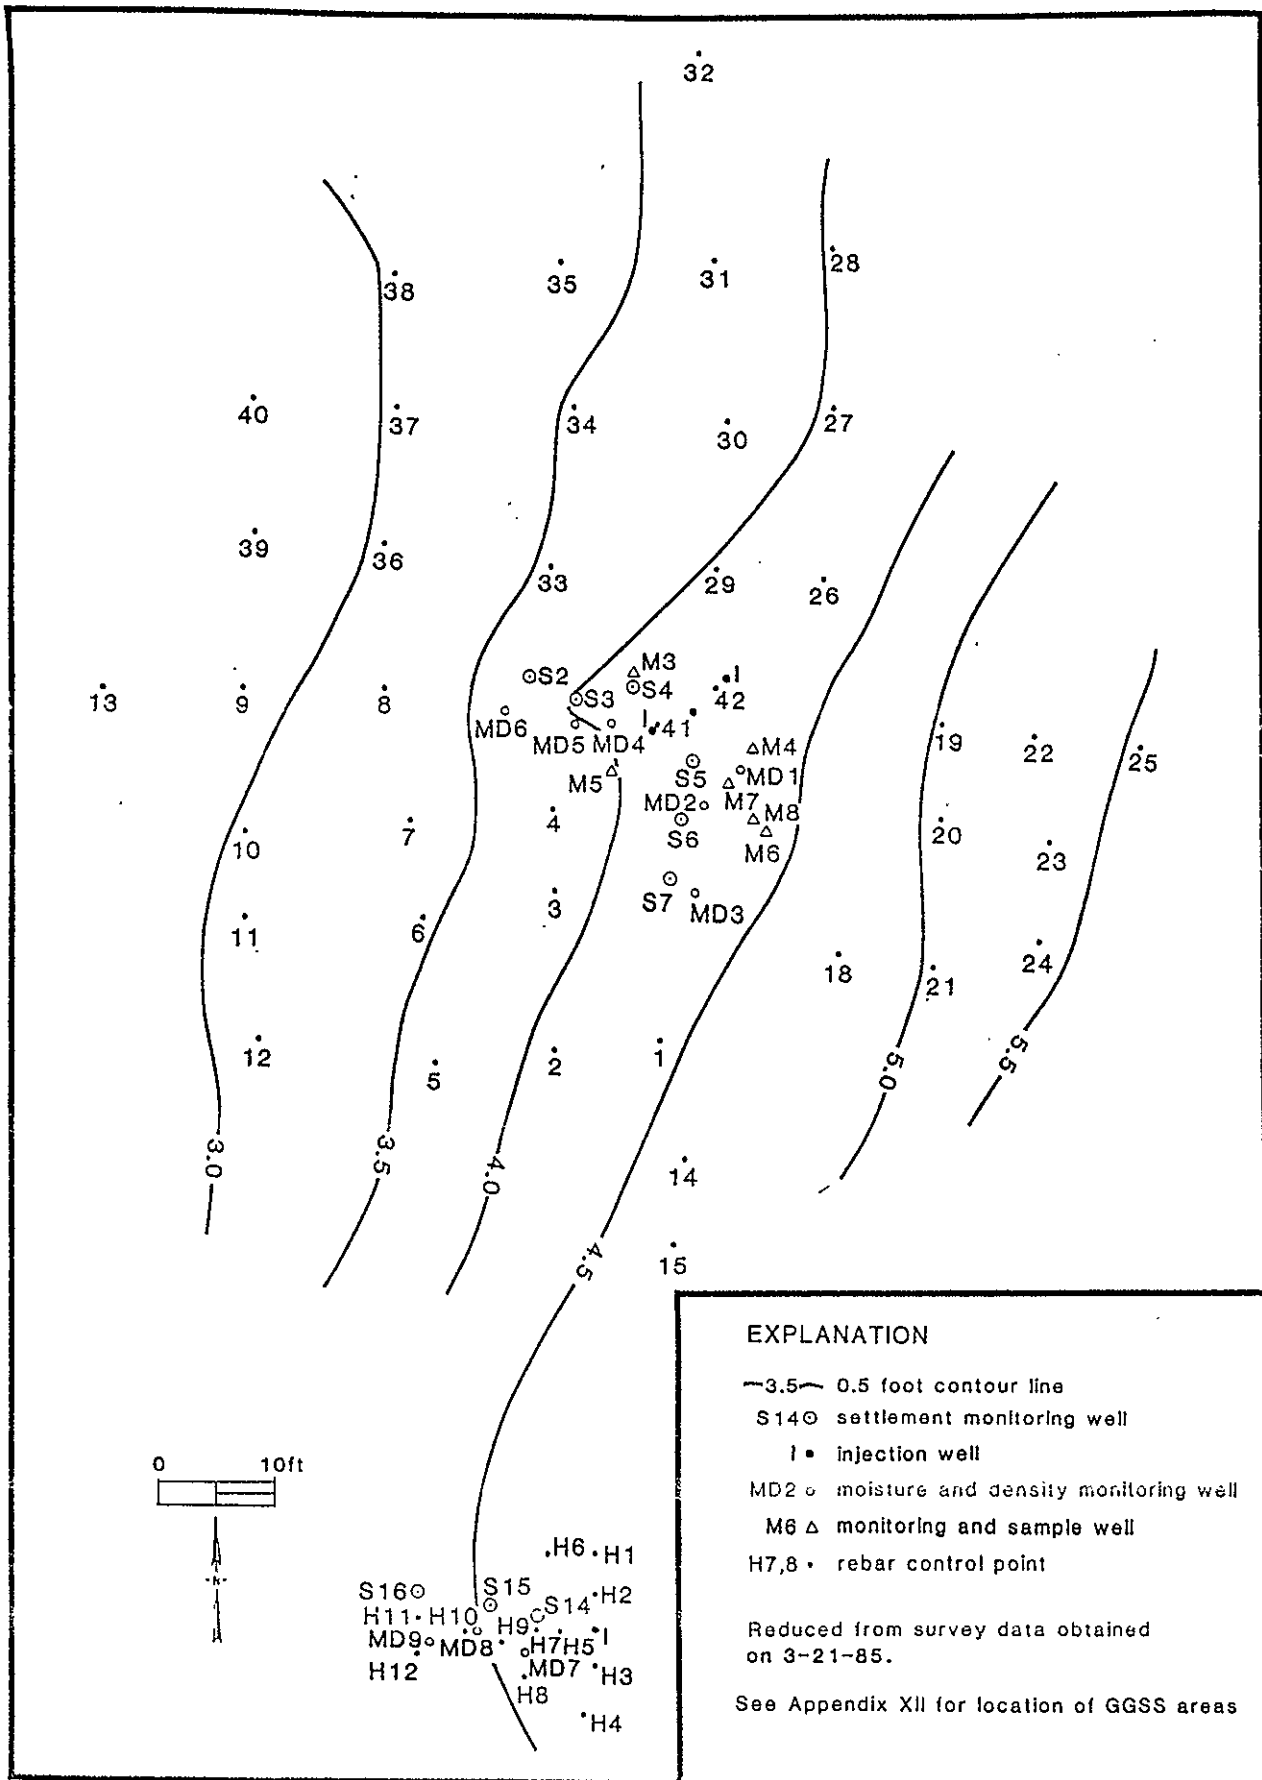 32
38
35
31
28
40
37
34
30
27
39
36
33
29
26
M3
S2
S3
S4
I
42
13
9
8
MD6
MD5
MD4
I
41
M4
19
22
25
M5
S5
MD1
M7
MD2
M8
S6
M6
10
7
4
20
23
3
S7
MD3
11
6
18
21
24
12
5
2
1
5.0
5.5
3.0
3.5
4.0
14
4.5
15
EXPLANATION
3.5 0.5 foot contour line
S14 settlement monitoring well
I injection well
MD2 moisture and density monitoring well
M6 monitoring and sample well
H7,8 rebar control point
Reduced from survey data obtained
on 3-21-85.
See Appendix XII for location of GGSS areas
0 10ft
N
H6 H1
S16 S15 H2
H11 H10 S14
H9
MD9 MD8 H7 H5 I
H12 MD7 H3
H8
H4